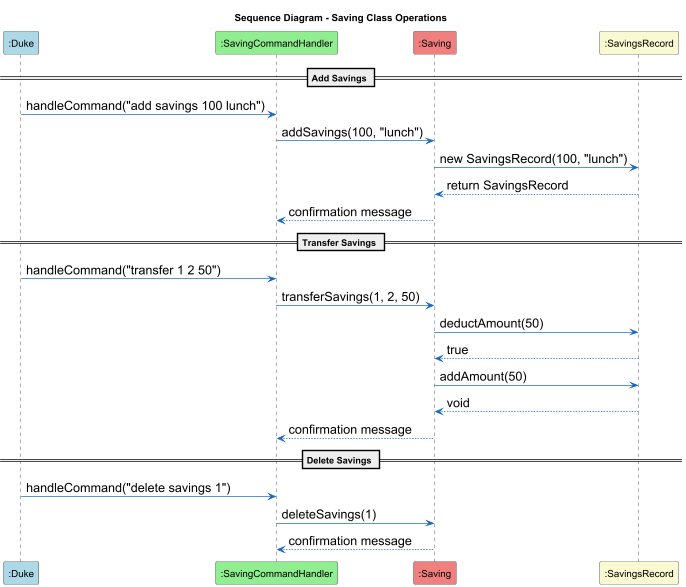 Sequence Diagram - Saving Class Operations
:Duke
:SavingCommandHandler
:Saving
:SavingsRecord
Add Savings
handleCommand("add savings 100 lunch")
addSavings(100, "lunch")
new SavingsRecord(100, "lunch")
return SavingsRecord
confirmation message
Transfer Savings
handleCommand("transfer 1 2 50")
transferSavings(1, 2, 50)
deductAmount(50)
true
addAmount(50)
void
confirmation message
Delete Savings
handleCommand("delete savings 1")
deleteSavings(1)
confirmation message
:Duke
:SavingCommandHandler
:Saving
:SavingsRecord